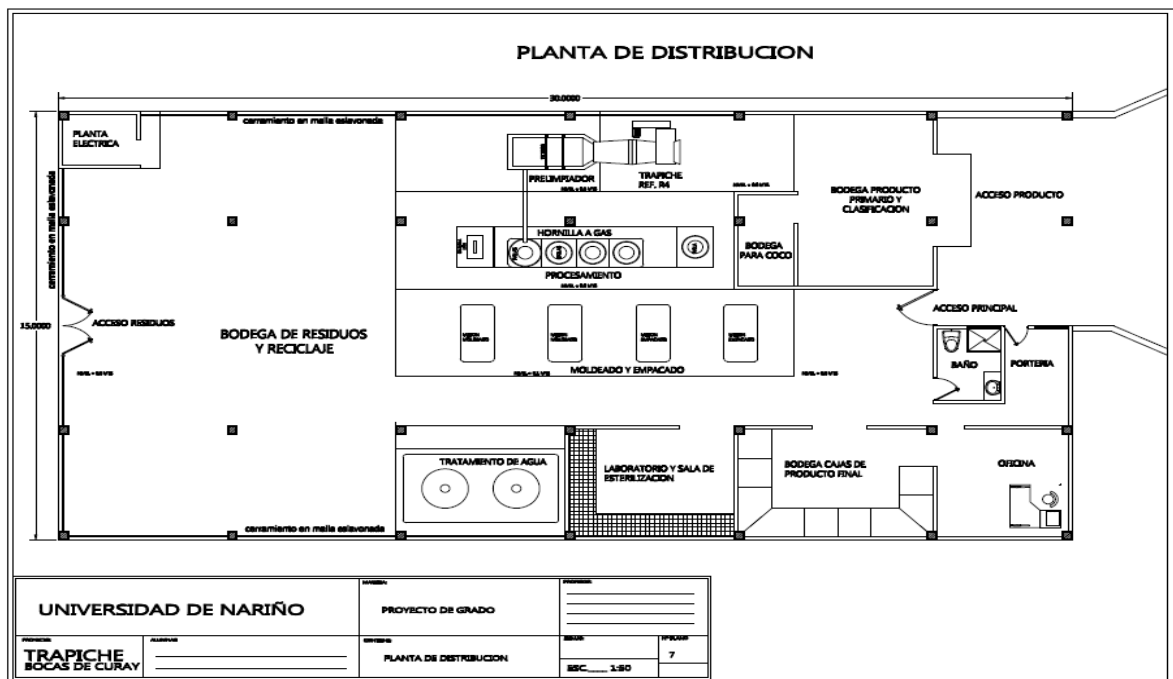 PLANTA DE DISTRIBUCION
30.0000
PLANTA
ELECTRICA
cerramiento en malla eslavonada
PRELIMPIADOR
TRAPICHE
REF. R4
BODEGA PRODUCTO
PRIMARIO Y
CLASIFICACION
ACCESO PRODUCTO
cerramiento en malla eslavonada
HORNILLA A GAS
BODEGA
PARA COCO
PROCESAMIENTO
15.0000
ACCESO RESIDUOS
BODEGA DE RESIDUOS
Y RECICLAJE
ACCESO PRINCIPAL
MOLDEADO Y EMPACADO
BAÑO
PORTERIA
TRATAMIENTO DE AGUA
LABORATORIO Y SALA DE
ESTERILIZACION
BODEGA CAJAS DE
PRODUCTO FINAL
OFICINA
cerramiento en malla eslavonada
UNIVERSIDAD DE NARIÑO
PROYECTO DE GRADO
TRAPICHE
BOCAS DE CURAY
PLANTA DE DISTRIBUCION
ESC.____ 1:50
7